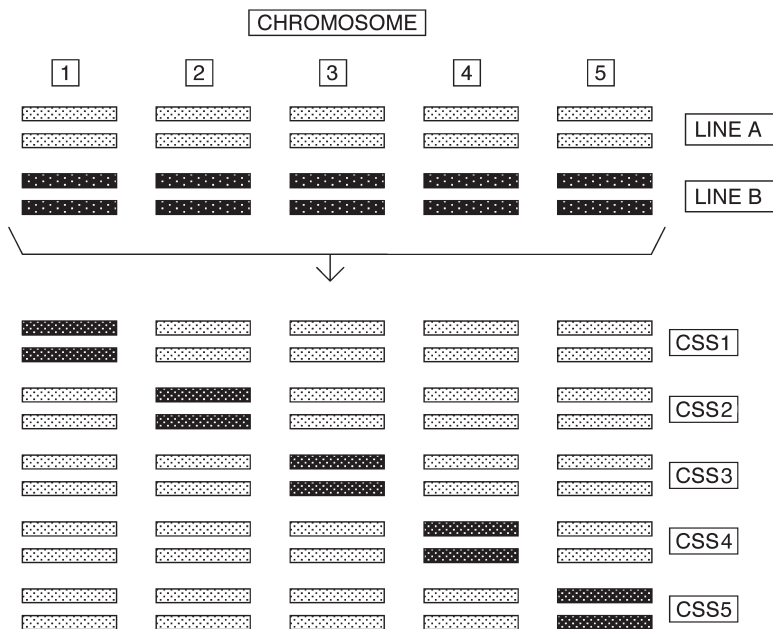 CHROMOSOME
1 2 3 4 5
LINE A
LINE B
CSS1
CSS2
CSS3
CSS4
CSS5